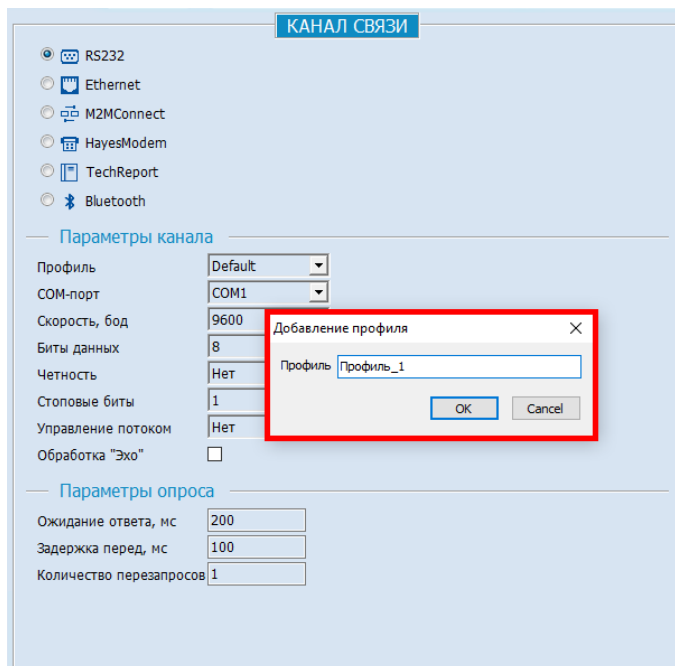 КАНАЛ СВЯЗИ
RS232
Ethernet
M2MConnect
HayesModem
TechReport
Bluetooth
Параметры канала
Профиль Default
COM-порт COM1
Скорость, бод 9600
Добавление профиля
Биты данных 8
Профиль Профиль_1
Четность Нет
Стоповые биты 1
OK Cancel
Управление потоком Нет
Обработка "Эхо"
Параметры опроса
Ожидание ответа, мс 200
Задержка перед, мс 100
Количество перезапросов 1